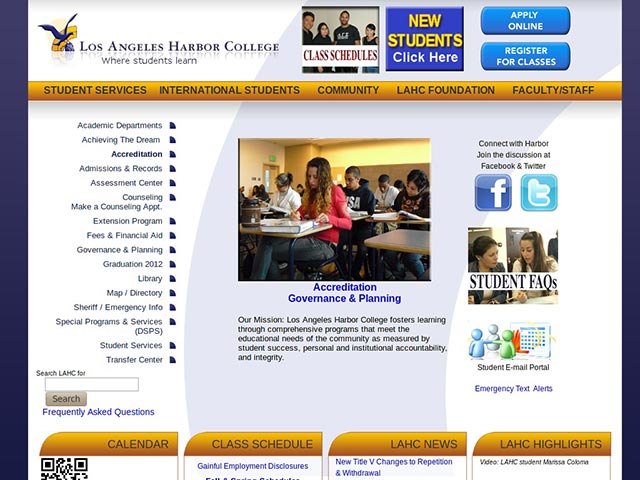 LOS ANGELES HARBOR COLLEGE
Where students learn
CLASS SCHEDULES
NEW
STUDENTS
Click Here
APPLY
ONLINE
REGISTER
FOR CLASSES
STUDENT SERVICES INTERNATIONAL STUDENTS COMMUNITY LAHC FOUNDATION FACULTY/STAFF
Academic Departments
Achieving The Dream
Accreditation
Admissions & Records
Assessment Center
Counseling
Make a Counseling Appt.
Extension Program
Fees & Financial Aid
Governance & Planning
Graduation 2012
Library
Map / Directory
Sheriff / Emergency Info
Special Programs & Services
(DSPS)
Student Services
Transfer Center
Search LAHC for
Search
Frequently Asked Questions
USA
Accreditation
Governance & Planning
Our Mission: Los Angeles Harbor College fosters learning
through comprehensive programs that meet the
educational needs of the community as measured by
student success, personal and institutional accountability,
and integrity.
Connect with Harbor
Join the discussion at
Facebook & Twitter
f t
STUDENT FAQs
Student E-mail Portal
Emergency Text Alerts
CALENDAR
CLASS SCHEDULE
Gainful Employment Disclosures
Fall & Spring Schedules
LAHC NEWS
New Title V Changes to Repetition
& Withdrawal
LAHC HIGHLIGHTS
Video: LAHC student Marissa Coloma